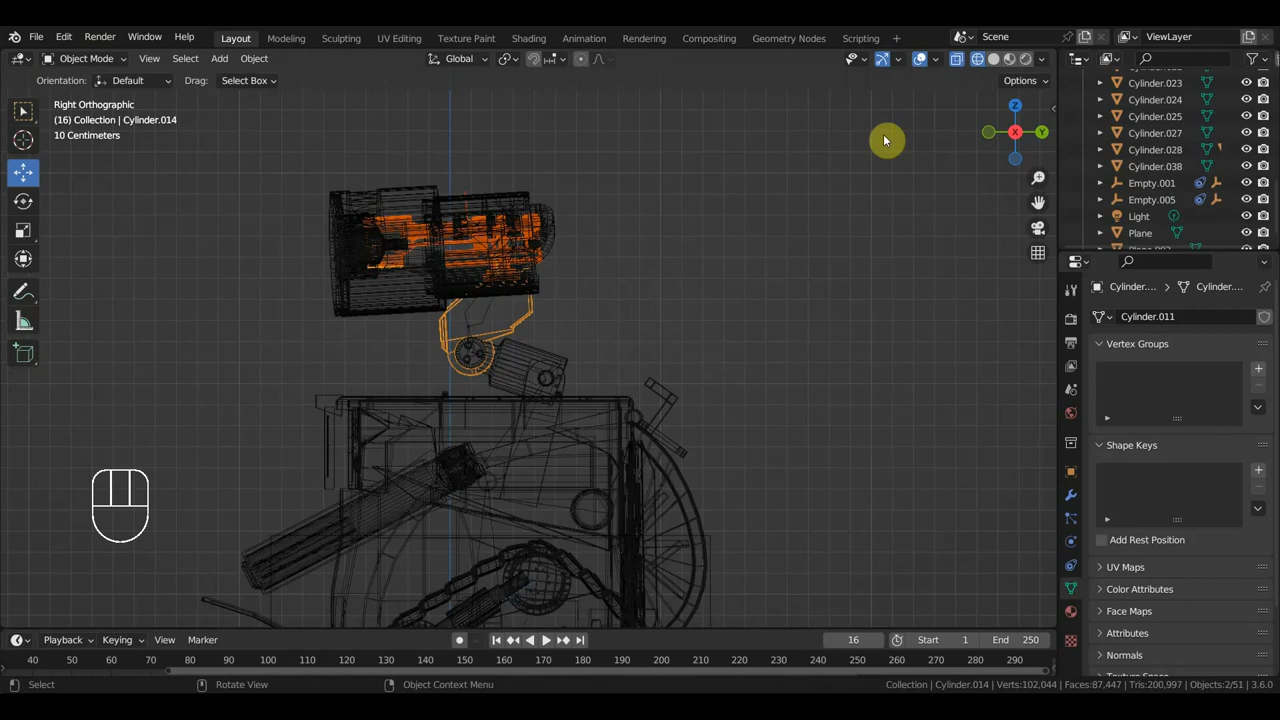 File Edit Render Window Help Layout Modeling Sculpting UV Editing Texture Paint Shading Animation Rendering Compositing Geometry Nodes Scripting + Scene ViewLayer
Object Mode View Select Add Object Global
Orientation: Default Drag: Select Box Options
Right Orthographic
(16) Collection | Cylinder.014
10 Centimeters
Z
X
Y
Cylinder.023
Cylinder.024
Cylinder.025
Cylinder.027
Cylinder.028
Cylinder.038
Empty.001
Empty.005
Light
Plane
Cylinder.... > Cylinder....
Cylinder.011
Vertex Groups
Shape Keys
Add Rest Position
UV Maps
Color Attributes
Face Maps
Attributes
Normals
Playback Keying View Marker 16 Start 1 End 250
40 50 60 70 80 90 100 110 120 130 140 150 160 170 180 190 200 210 220 230 240 250 260 270 280 290
Select Rotate View Object Context Menu Collection | Cylinder.014 | Verts:102,044 | Faces:87,447 | Tris:200,997 | Objects:2/51 | 3.6.0